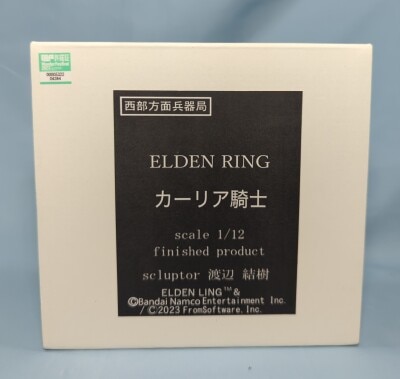 西部方面兵器局
ELDEN RING
カーリア騎士
scale 1/12
finished product
scluptor 渡辺 結樹
ELDEN LING™ &
©Bandai Namco Entertainment Inc.
/ ©2023 FromSoftware, Inc.